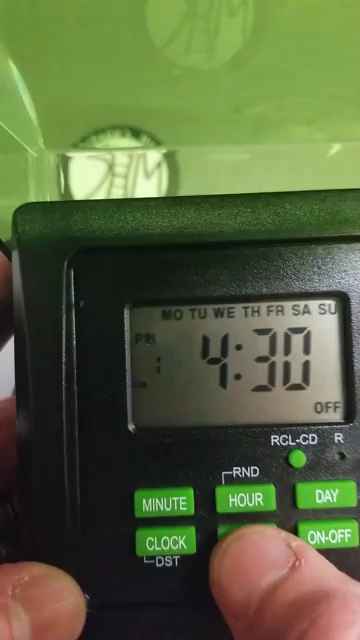 MO TU WE TH FR SA SU
PM
1
4:30
OFF
RCL-CD R
RND
MINUTE HOUR DAY
CLOCK ON-OFF
DST